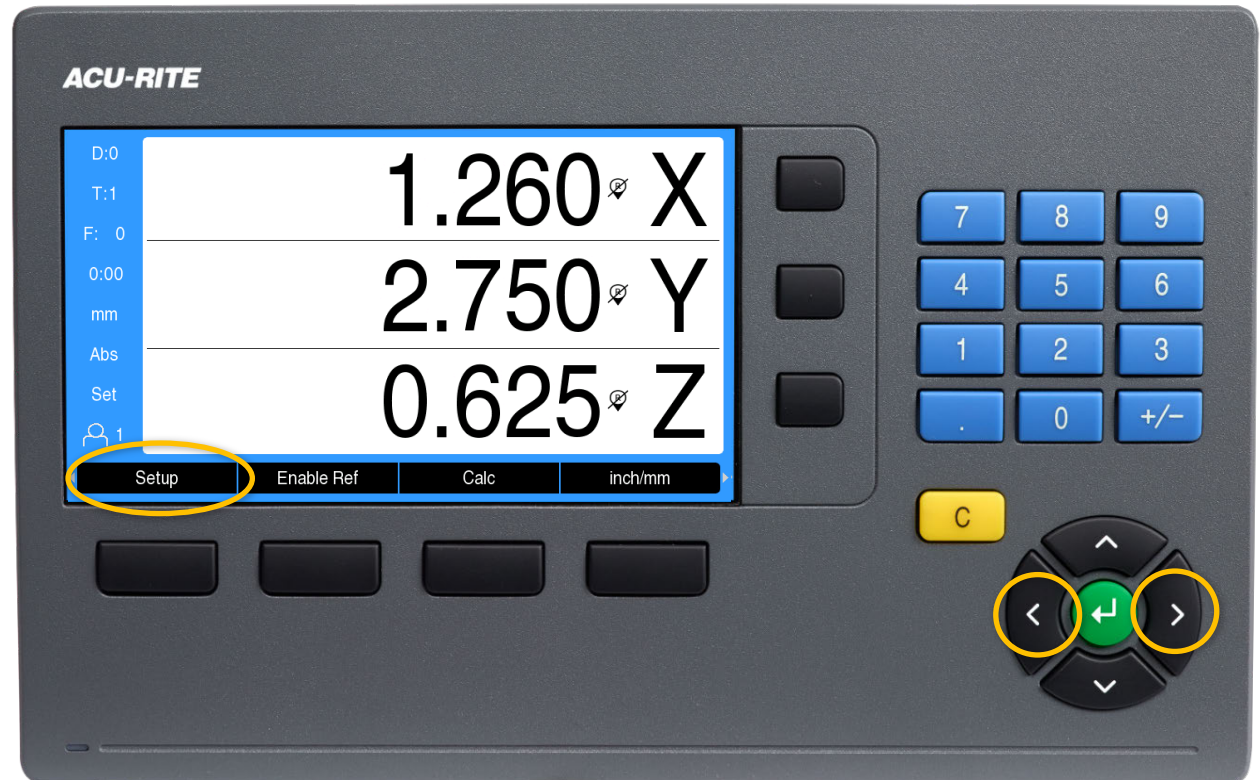 ACU-RITE
D:0
T:1
F: 0
0:00
mm
Abs
Set
1
1.260 X
2.750 Y
0.625 Z
Setup
Enable Ref
Calc
inch/mm
7 8 9
4 5 6
1 2 3
. 0 +/−
C